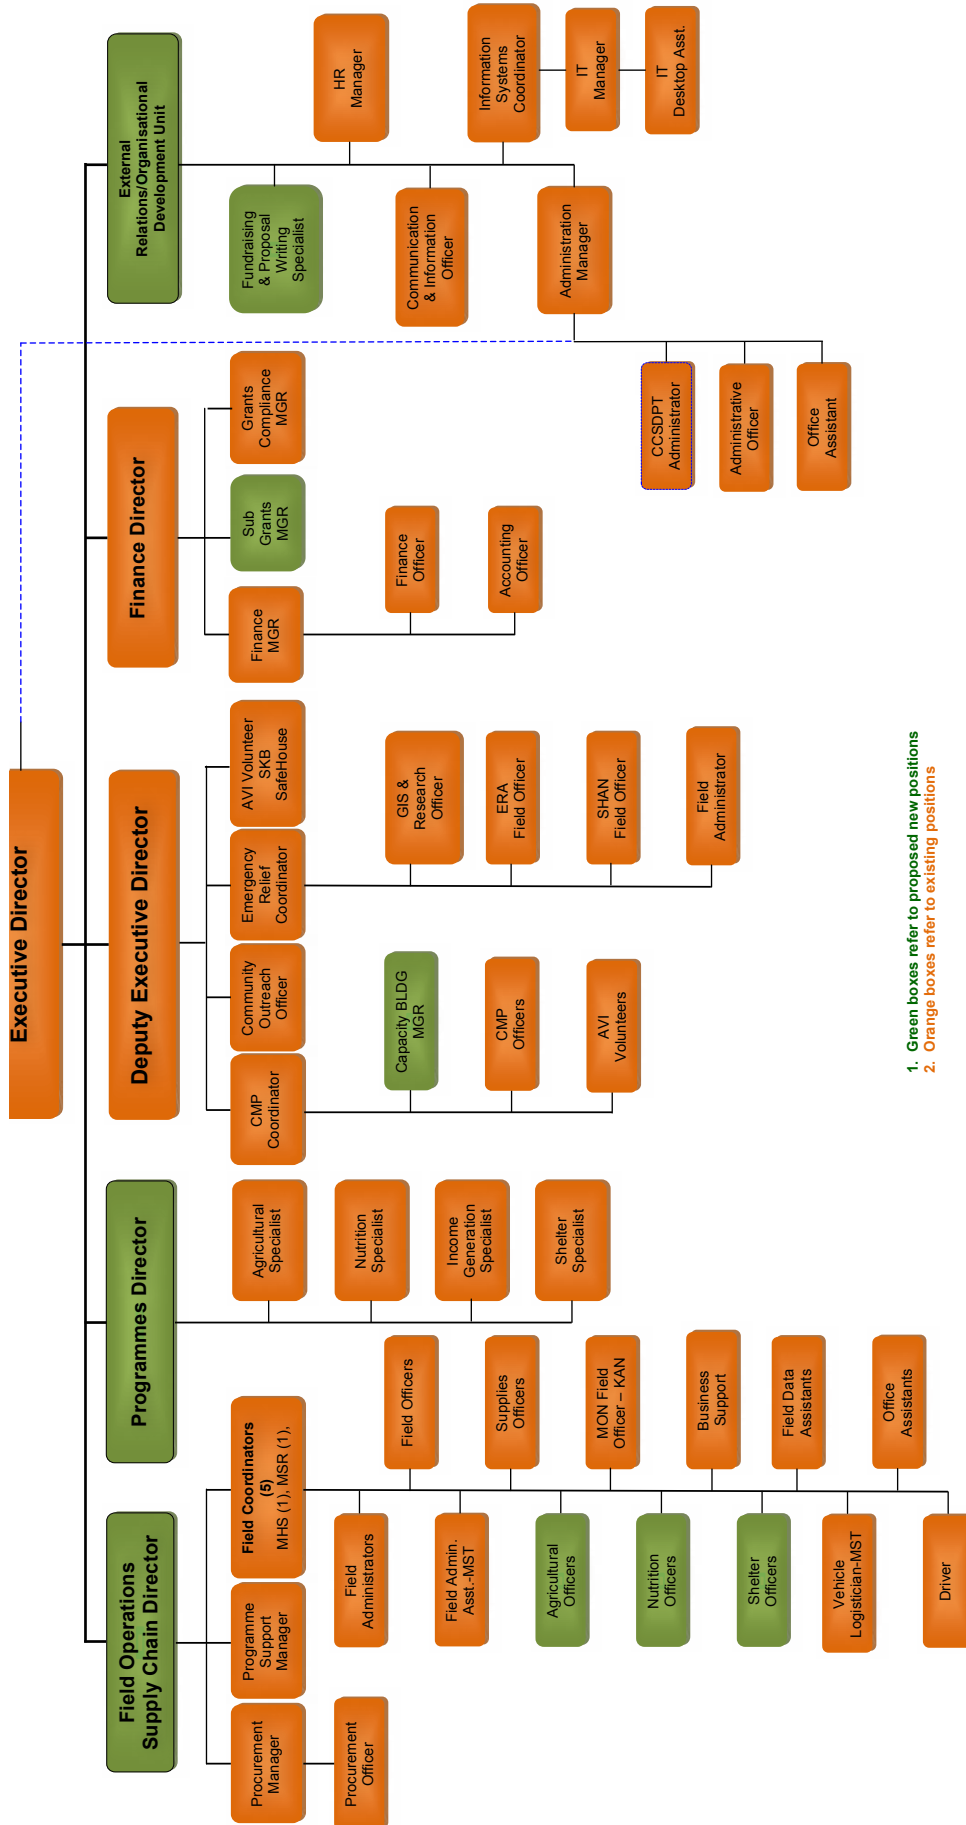 Executive Director
Field Operations
Supply Chain Director
Programmes Director
Deputy Executive Director
Finance Director
External
Relations/Organisational
Development Unit
Procurement
Manager
Programme
Support
Manager
Field Coordinators
(5)
MHS (1), MSR (1),
Procurement
Officer
Field
Administrators
Field Officers
Field Admin.
Asst.-MST
Supplies
Officers
Agricultural
Officers
MON Field
Officer – KAN
Nutrition
Officers
Business
Support
Shelter
Officers
Field Data
Assistants
Vehicle
Logistician-MST
Office
Assistants
Driver
Agricultural
Specialist
Nutrition
Specialist
Income
Generation
Specialist
Shelter
Specialist
CMP
Coordinator
Community
Outreach
Officer
Emergency
Relief
Coordinator
AVI Volunteer
SKB
SafeHouse
Capacity BLDG
MGR
CMP
Officers
AVI
Volunteers
GIS &
Research
Officer
ERA
Field Officer
SHAN
Field Officer
Field
Administrator
Finance
MGR
Sub
Grants
MGR
Grants
Compliance
MGR
Finance
Officer
Accounting
Officer
Fundraising
& Proposal
Writing
Specialist
HR
Manager
Communication
& Information
Officer
Information
Systems
Coordinator
IT
Manager
IT
Desktop Asst.
Administration
Manager
CCSDPT
Administrator
Administrative
Officer
Office
Assistant
1. Green boxes refer to proposed new positions
2. Orange boxes refer to existing positions